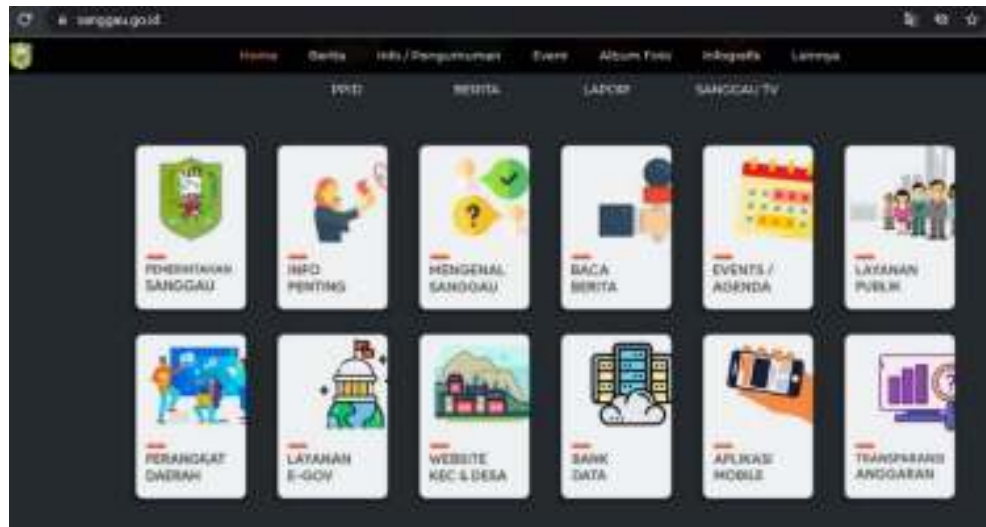 sanggau.go.id
Home Berita Info / Pengumuman Event Album Foto Infografis Lainnya
PPID BERITA LAPOR! SANGGAU TV
PEMERINTAHAN
SANGGAU
INFO
PENTING
MENGENAL
SANGGAU
BACA
BERITA
EVENTS /
AGENDA
LAYANAN
PUBLIK
PERANGKAT
DAERAH
LAYANAN
E-GOV
WEBSITE
KEC & DESA
BANK
DATA
APLIKASI
MOBILE
TRANSPARANSI
ANGGARAN